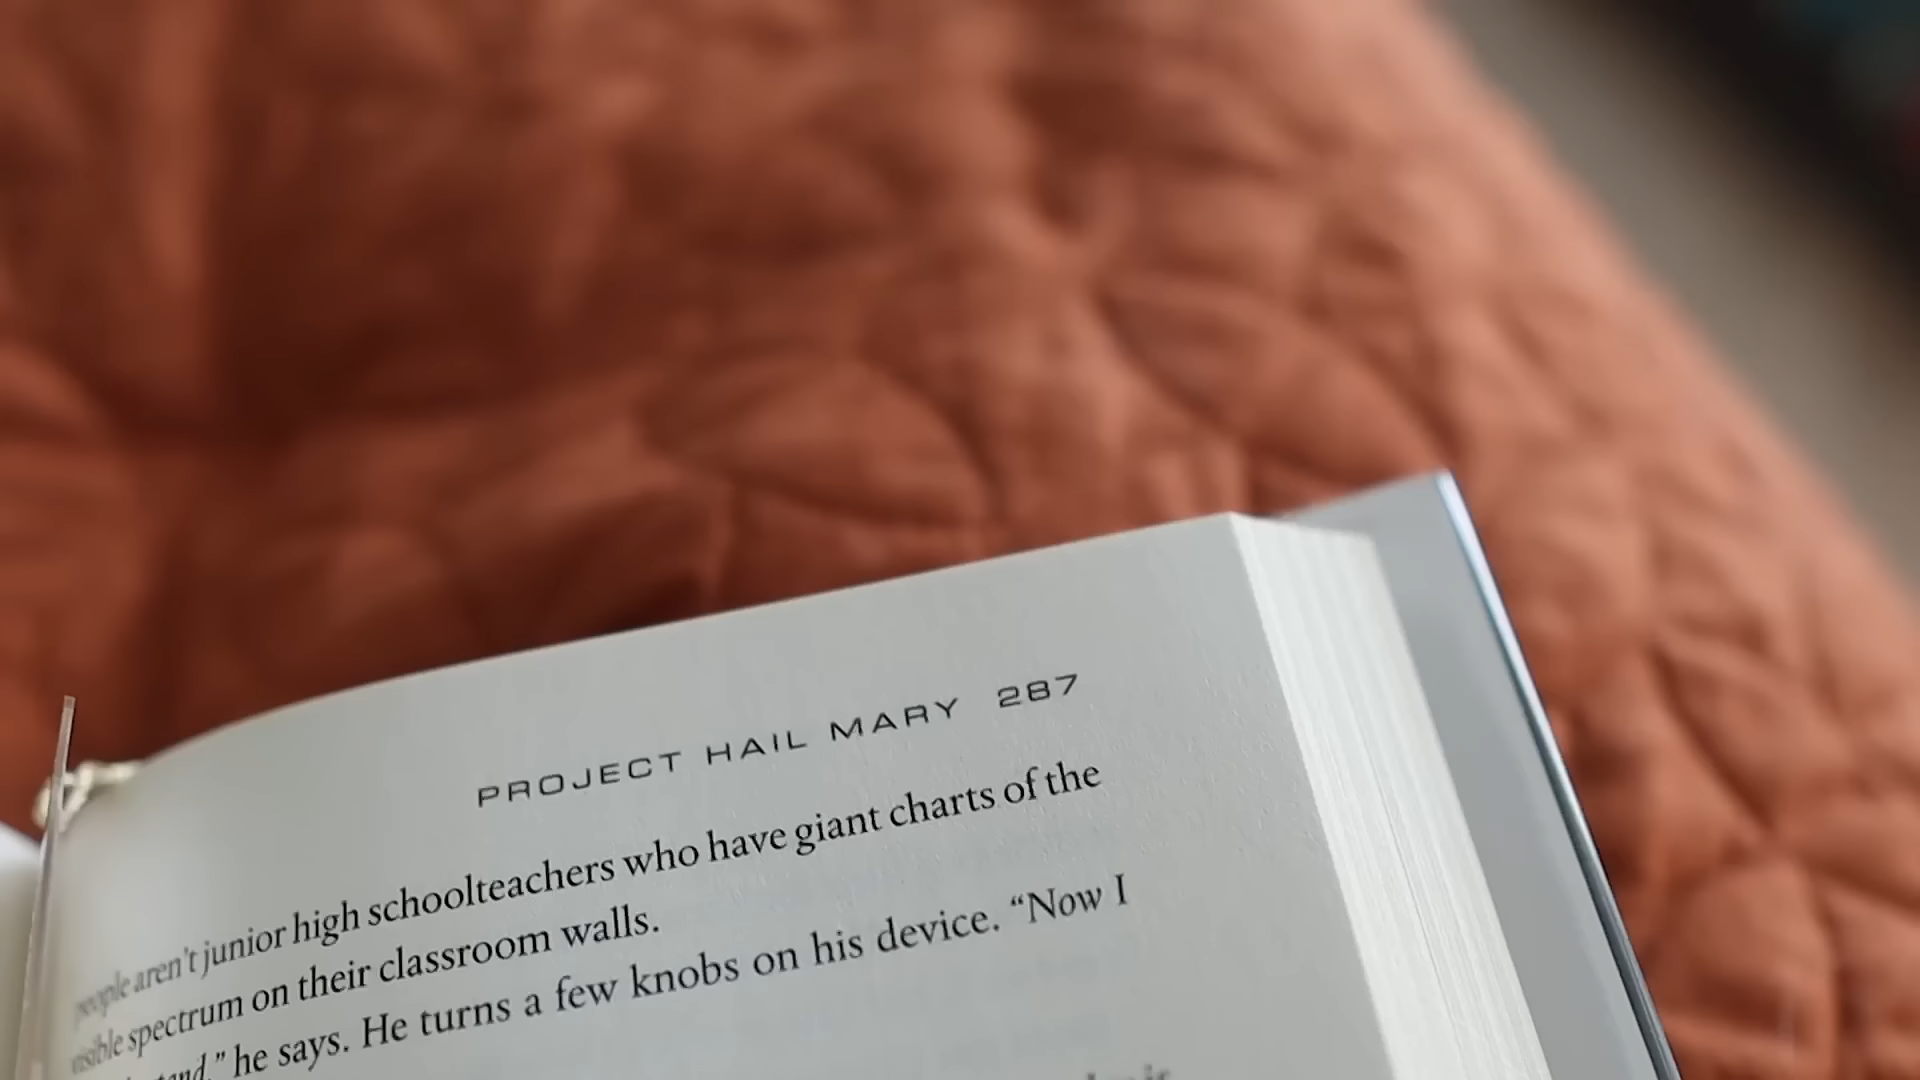 PROJECT HAIL MARY 287
people aren't junior high schoolteachers who have giant charts of the
visible spectrum on their classroom walls.
" he says. He turns a few knobs on his device. "Now I